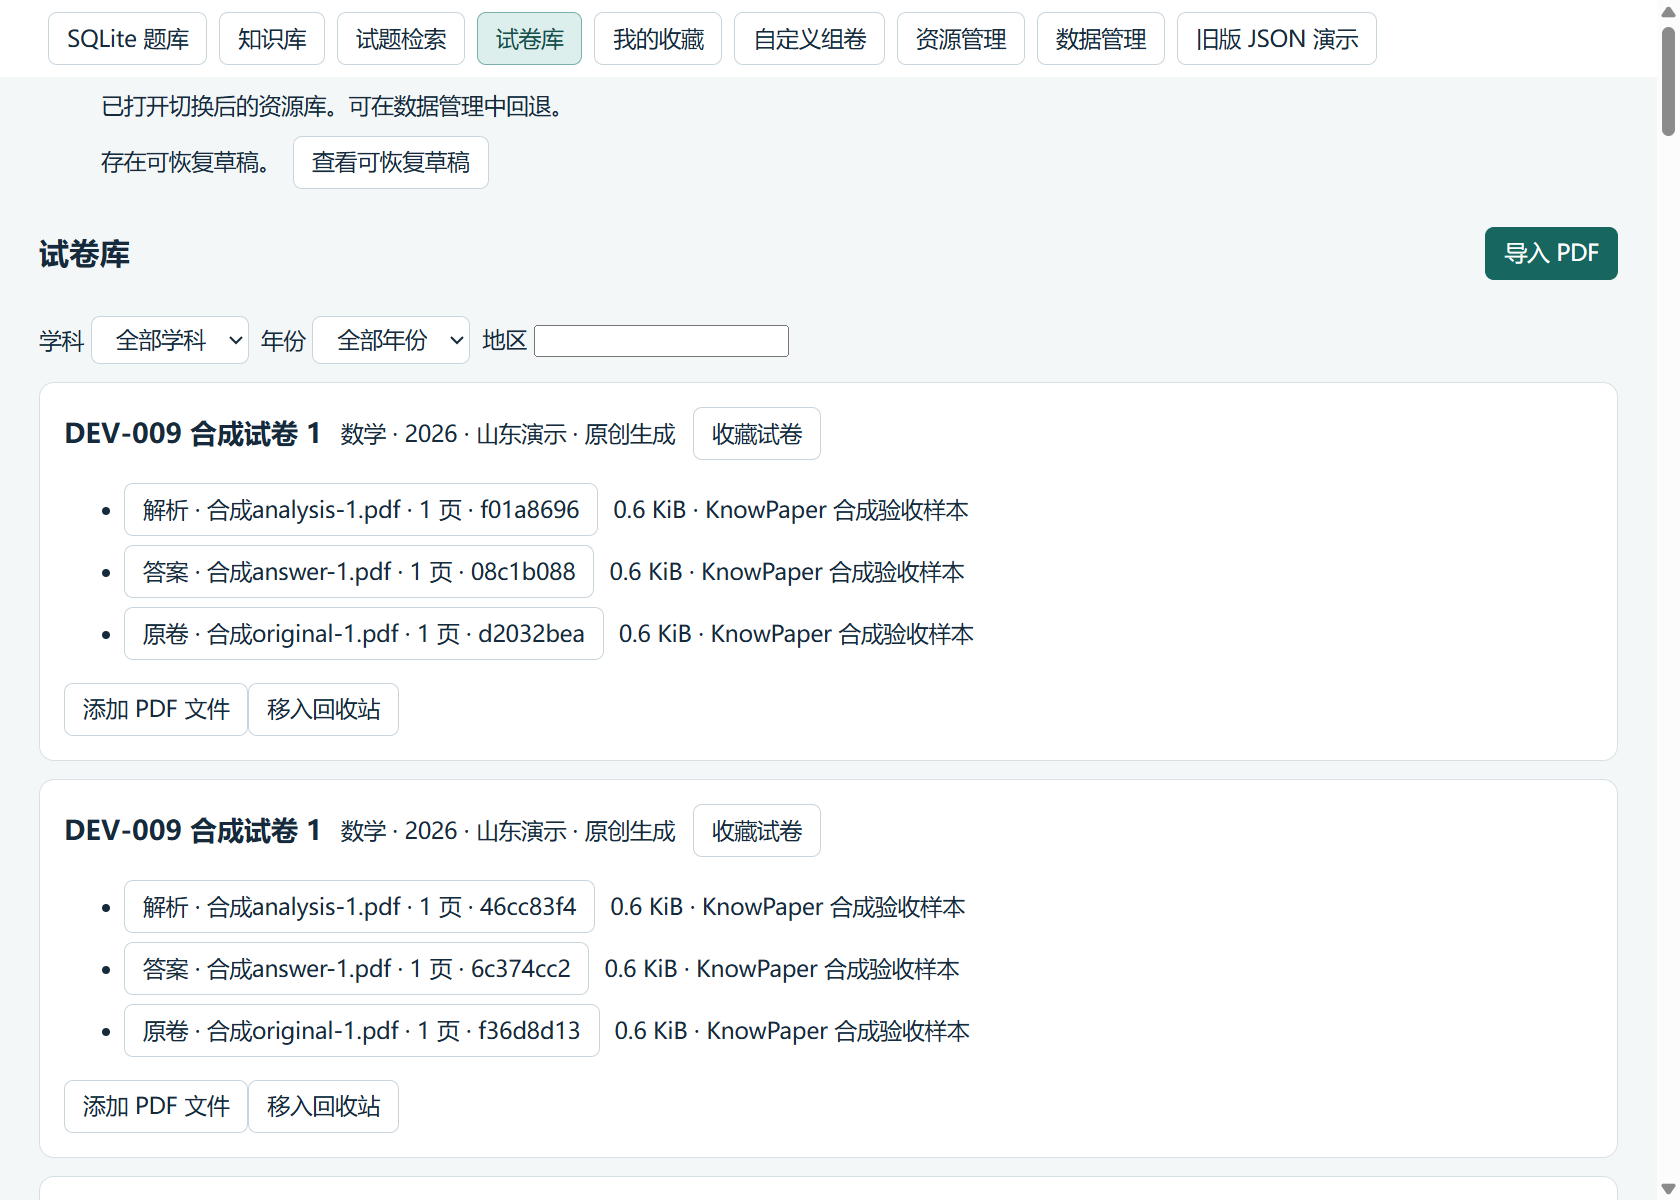 SQLite 题库 知识库 试题检索 试卷库 我的收藏 自定义组卷 资源管理 数据管理 旧版 JSON 演示
已打开切换后的资源库。可在数据管理中回退。
存在可恢复草稿。 查看可恢复草稿
试卷库 导入 PDF
学科 全部学科 年份 全部年份 地区
DEV-009 合成试卷 1 数学 · 2026 · 山东演示 · 原创生成 收藏试卷
• 解析 · 合成analysis-1.pdf · 1 页 · f01a8696 0.6 KiB · KnowPaper 合成验收样本
• 答案 · 合成answer-1.pdf · 1 页 · 08c1b088 0.6 KiB · KnowPaper 合成验收样本
• 原卷 · 合成original-1.pdf · 1 页 · d2032bea 0.6 KiB · KnowPaper 合成验收样本
添加 PDF 文件 移入回收站
DEV-009 合成试卷 1 数学 · 2026 · 山东演示 · 原创生成 收藏试卷
• 解析 · 合成analysis-1.pdf · 1 页 · 46cc83f4 0.6 KiB · KnowPaper 合成验收样本
• 答案 · 合成answer-1.pdf · 1 页 · 6c374cc2 0.6 KiB · KnowPaper 合成验收样本
• 原卷 · 合成original-1.pdf · 1 页 · f36d8d13 0.6 KiB · KnowPaper 合成验收样本
添加 PDF 文件 移入回收站